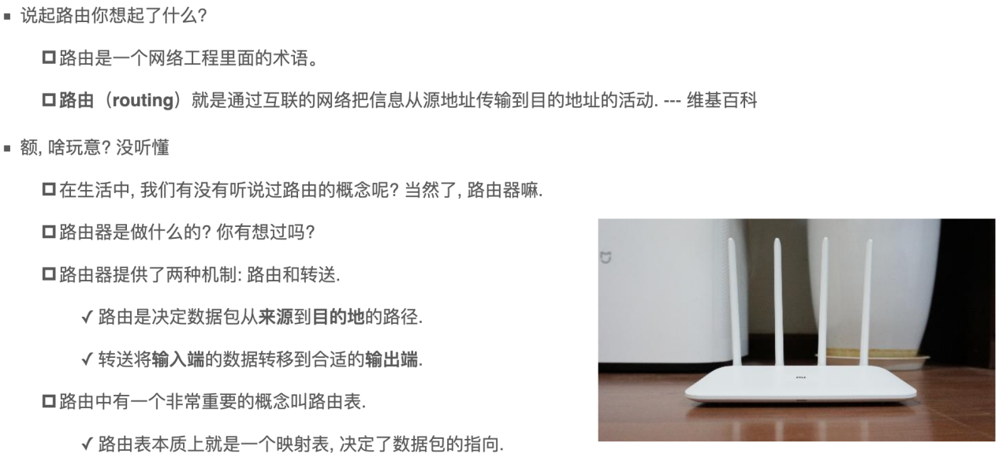 说起路由你想起了什么?
路由是一个网络工程里面的术语。
路由（routing）就是通过互联的网络把信息从源地址传输到目的地址的活动. --- 维基百科
额, 啥玩意? 没听懂
在生活中, 我们有没有听说过路由的概念呢? 当然了, 路由器嘛.
路由器是做什么的? 你有想过吗?
路由器提供了两种机制: 路由和转送.
路由是决定数据包从来源到目的地的路径.
转送将输入端的数据转移到合适的输出端.
路由中有一个非常重要的概念叫路由表.
路由表本质上就是一个映射表, 决定了数据包的指向.